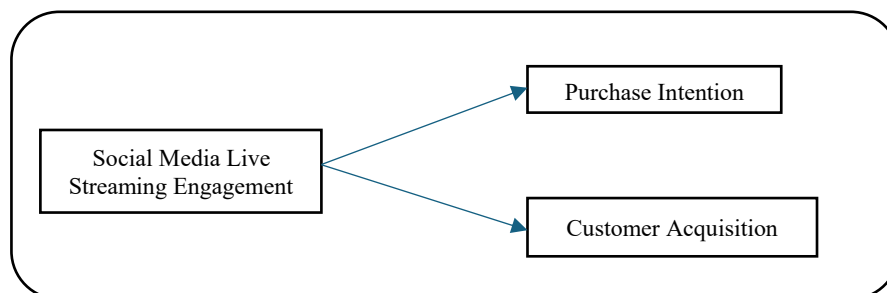 Social Media Live
Streaming Engagement
Purchase Intention
Customer Acquisition